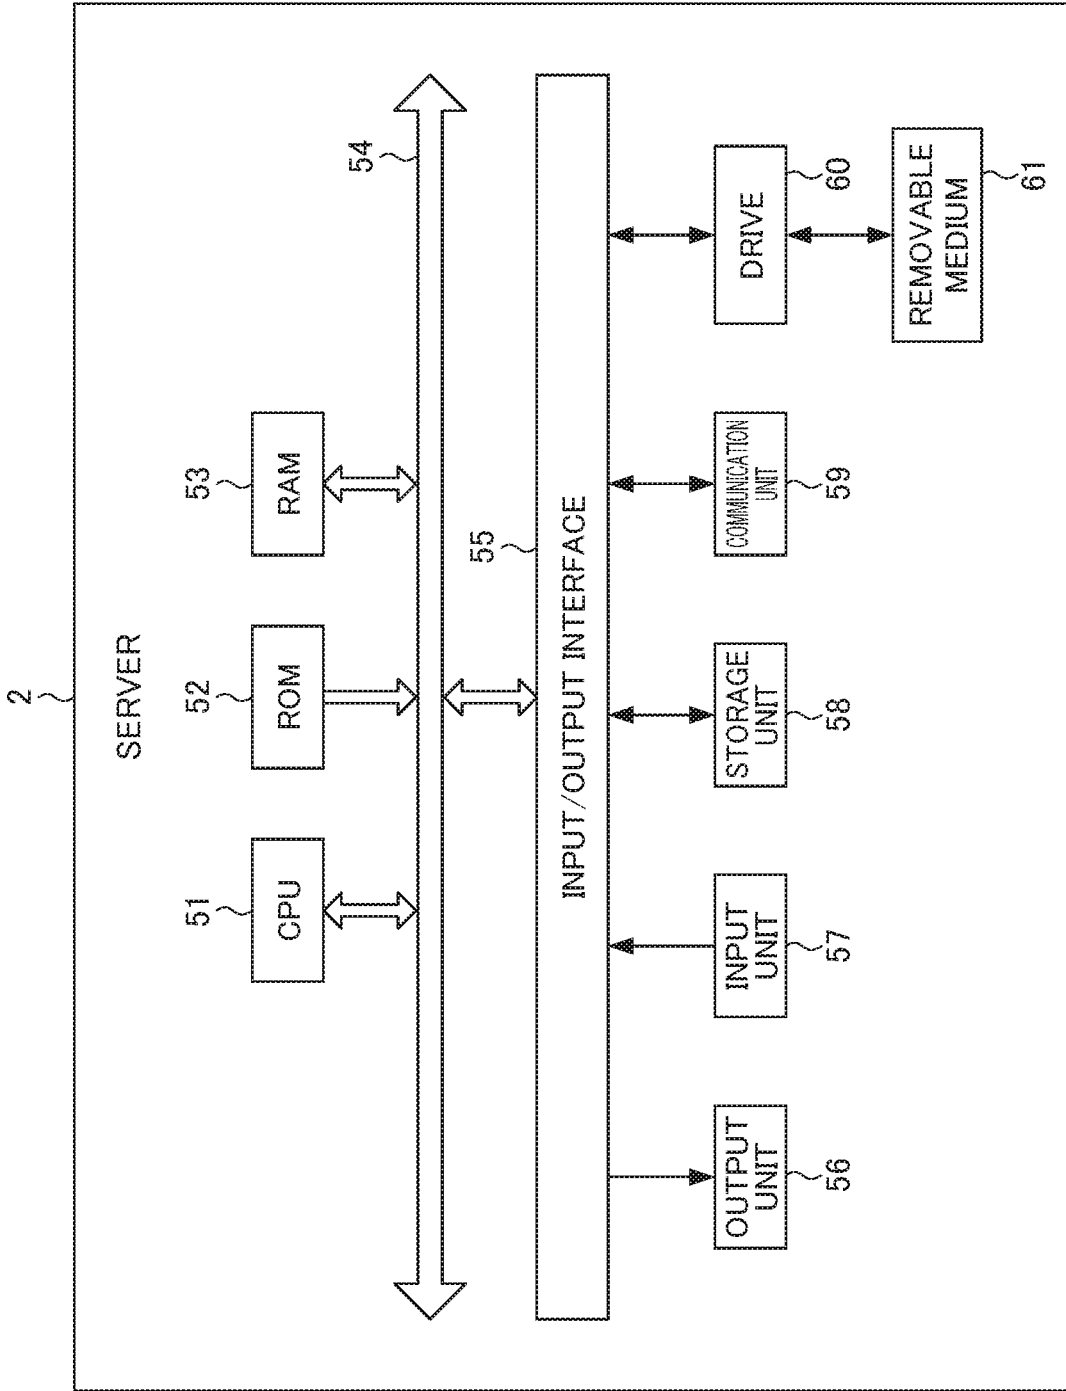 2
SERVER
51
CPU
52
ROM
53
RAM
54
55
INPUT/OUTPUT INTERFACE
OUTPUT
UNIT
56
INPUT
UNIT
57
STORAGE
UNIT
58
COMMUNICATION
UNIT
59
DRIVE
60
REMOVABLE
MEDIUM
61